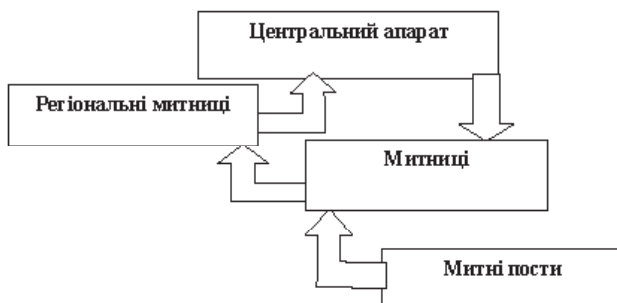 Центральний апарат
Регіональні митниці
Митниці
Митні пости